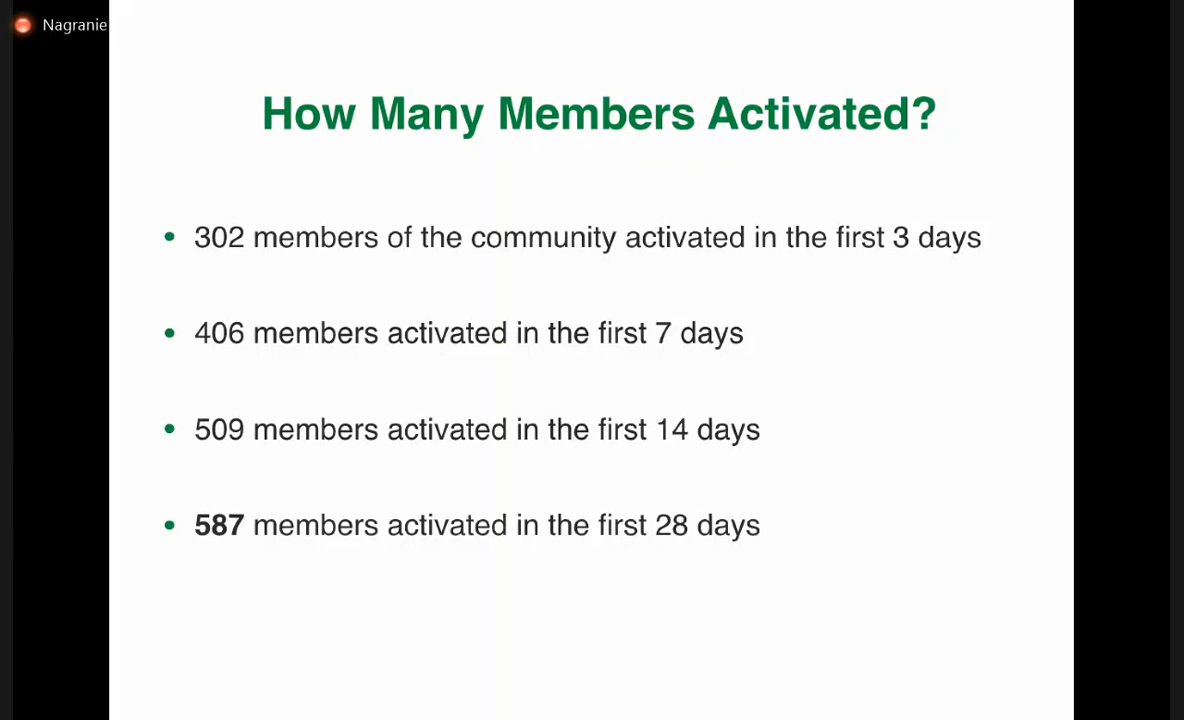 Nagranie
How Many Members Activated?
• 302 members of the community activated in the first 3 days
• 406 members activated in the first 7 days
• 509 members activated in the first 14 days
• 587 members activated in the first 28 days